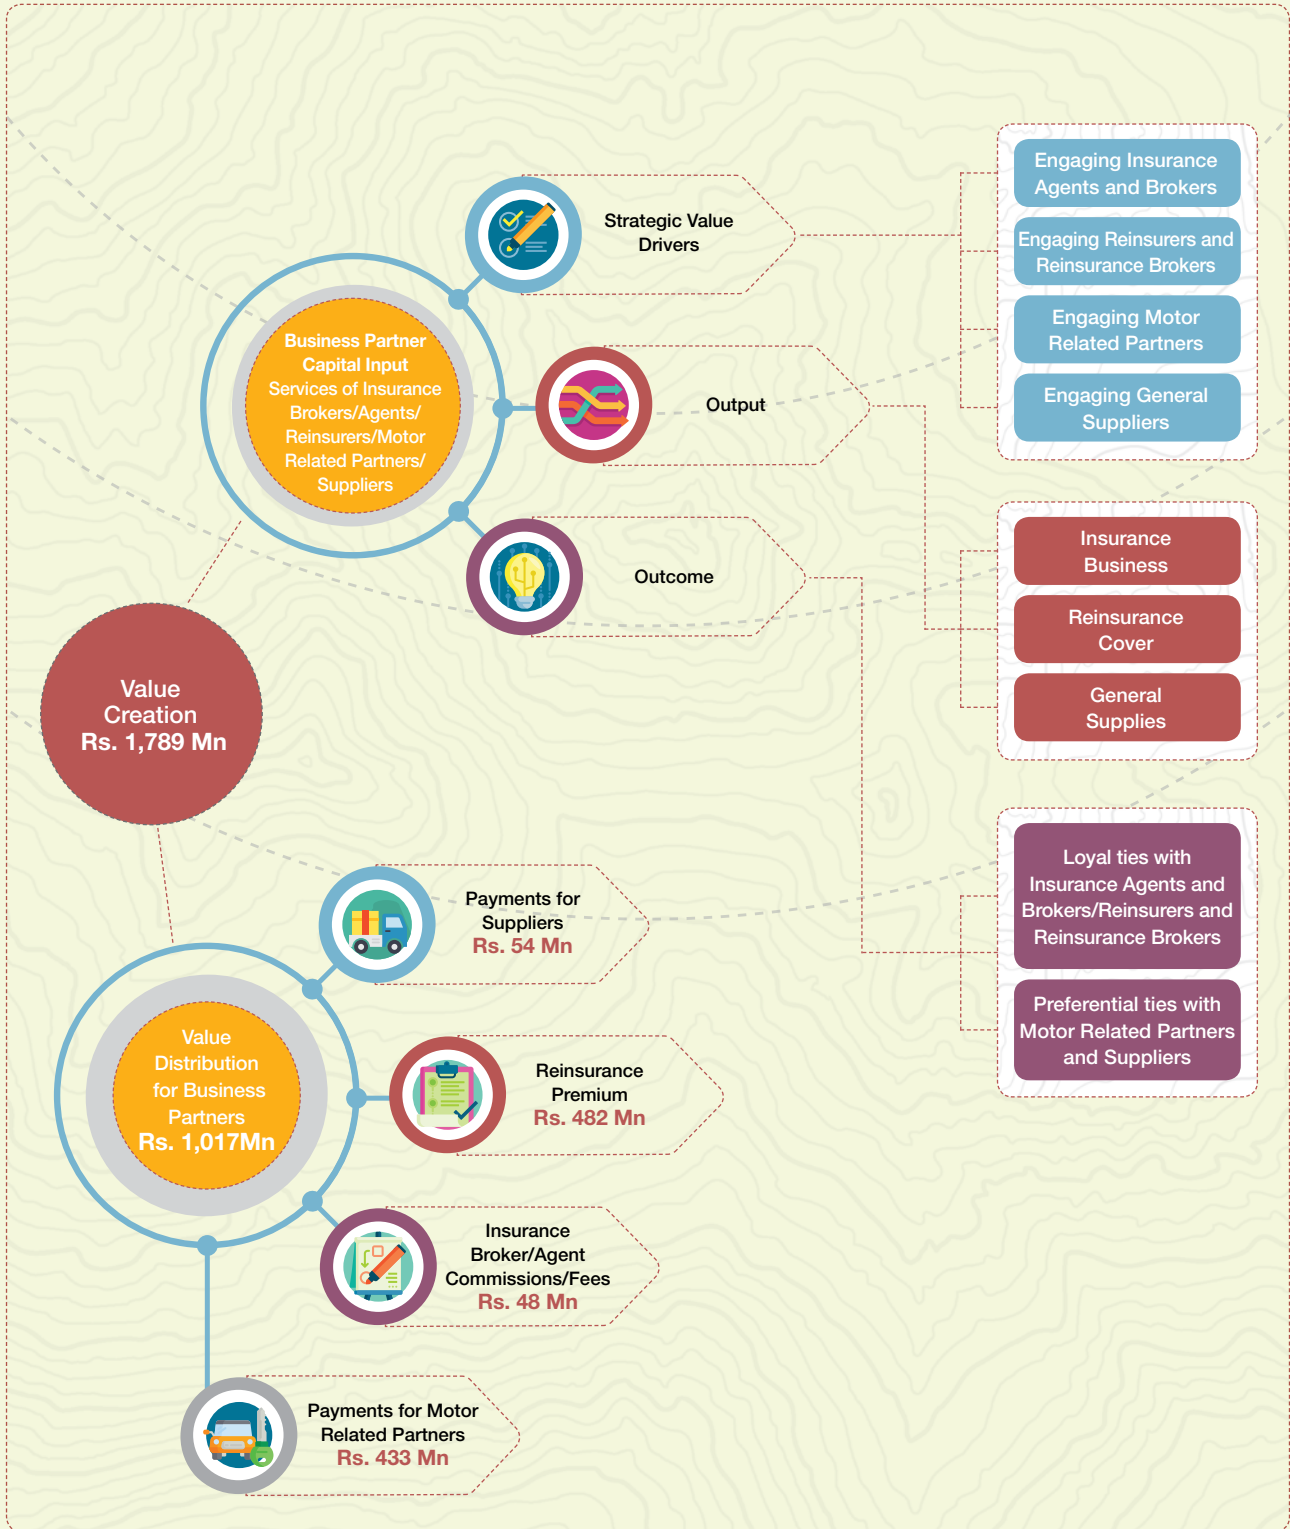 Strategic Value
Drivers
Engaging Insurance
Agents and Brokers
Engaging Reinsurers and
Reinsurance Brokers
Engaging Motor
Related Partners
Engaging General
Suppliers
Business Partner
Capital Input
Services of Insurance
Brokers/Agents/
Reinsurers/Motor
Related Partners/
Suppliers
Output
Insurance
Business
Reinsurance
Cover
General
Supplies
Outcome
Loyal ties with
Insurance Agents and
Brokers/Reinsurers and
Reinsurance Brokers
Preferential ties with
Motor Related Partners
and Suppliers
Value
Creation
Rs. 1,789 Mn
Payments for
Suppliers
Rs. 54 Mn
Value
Distribution
for Business
Partners
Rs. 1,017Mn
Reinsurance
Premium
Rs. 482 Mn
Insurance
Broker/Agent
Commissions/Fees
Rs. 48 Mn
Payments for Motor
Related Partners
Rs. 433 Mn